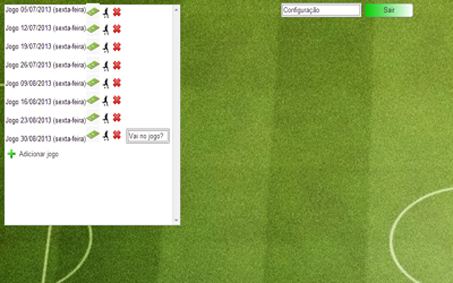 Jogo 05/07/2013 (sexta-feira)
Configuração
Sair
Jogo 12/07/2013 (sexta-feira)
Jogo 19/07/2013 (sexta-feira)
Jogo 26/07/2013 (sexta-feira)
Jogo 09/08/2013 (sexta-feira)
Jogo 16/08/2013 (sexta-feira)
Jogo 23/08/2013 (sexta-feira)
Jogo 30/08/2013 (sexta-feira)
Vai no jogo?
Adicionar jogo